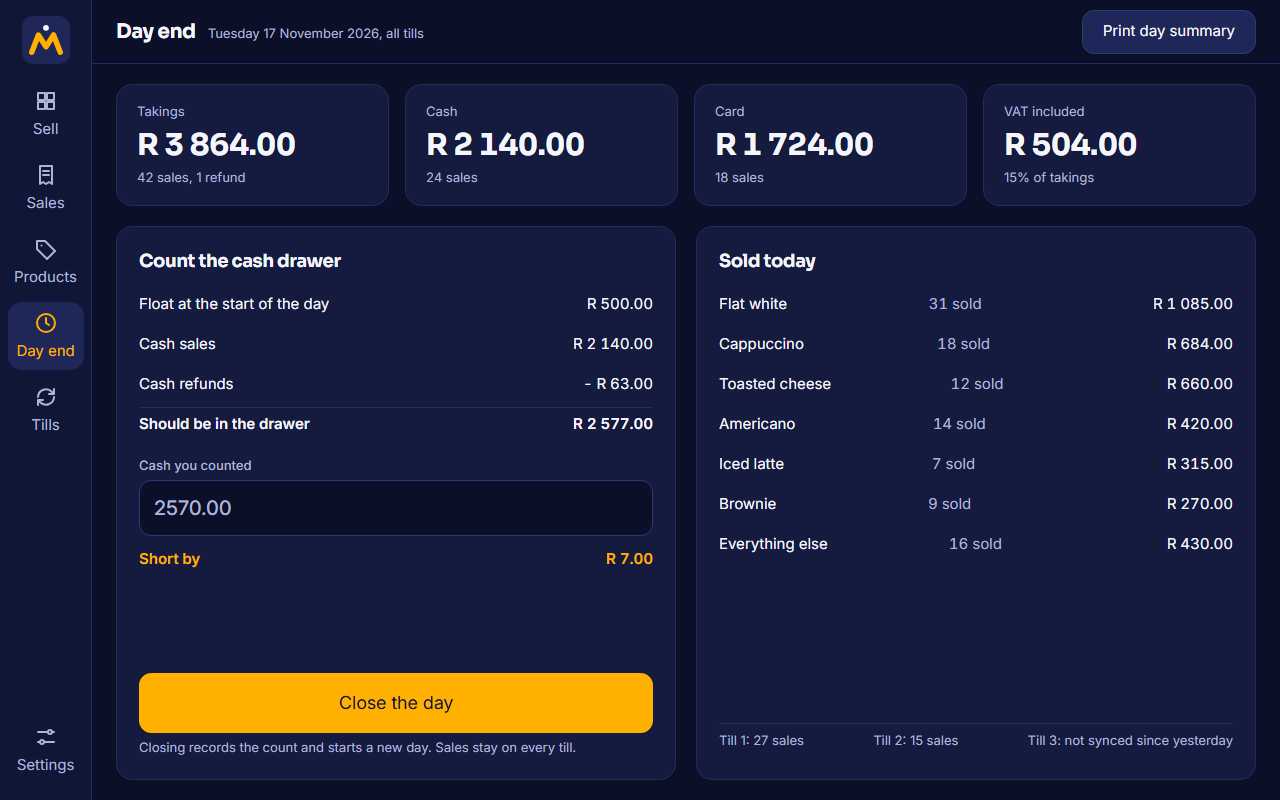 Day end
Tuesday 17 November 2026, all tills
Print day summary
Sell
Sales
Products
Day end
Tills
Settings
Takings
R 3 864.00
42 sales, 1 refund
Cash
R 2 140.00
24 sales
Card
R 1 724.00
18 sales
VAT included
R 504.00
15% of takings
Count the cash drawer
Float at the start of the day R 500.00
Cash sales R 2 140.00
Cash refunds - R 63.00
Should be in the drawer R 2 577.00
Cash you counted
2570.00
Short by R 7.00
Close the day
Closing records the count and starts a new day. Sales stay on every till.
Sold today
Flat white 31 sold R 1 085.00
Cappuccino 18 sold R 684.00
Toasted cheese 12 sold R 660.00
Americano 14 sold R 420.00
Iced latte 7 sold R 315.00
Brownie 9 sold R 270.00
Everything else 16 sold R 430.00
Till 1: 27 sales Till 2: 15 sales Till 3: not synced since yesterday